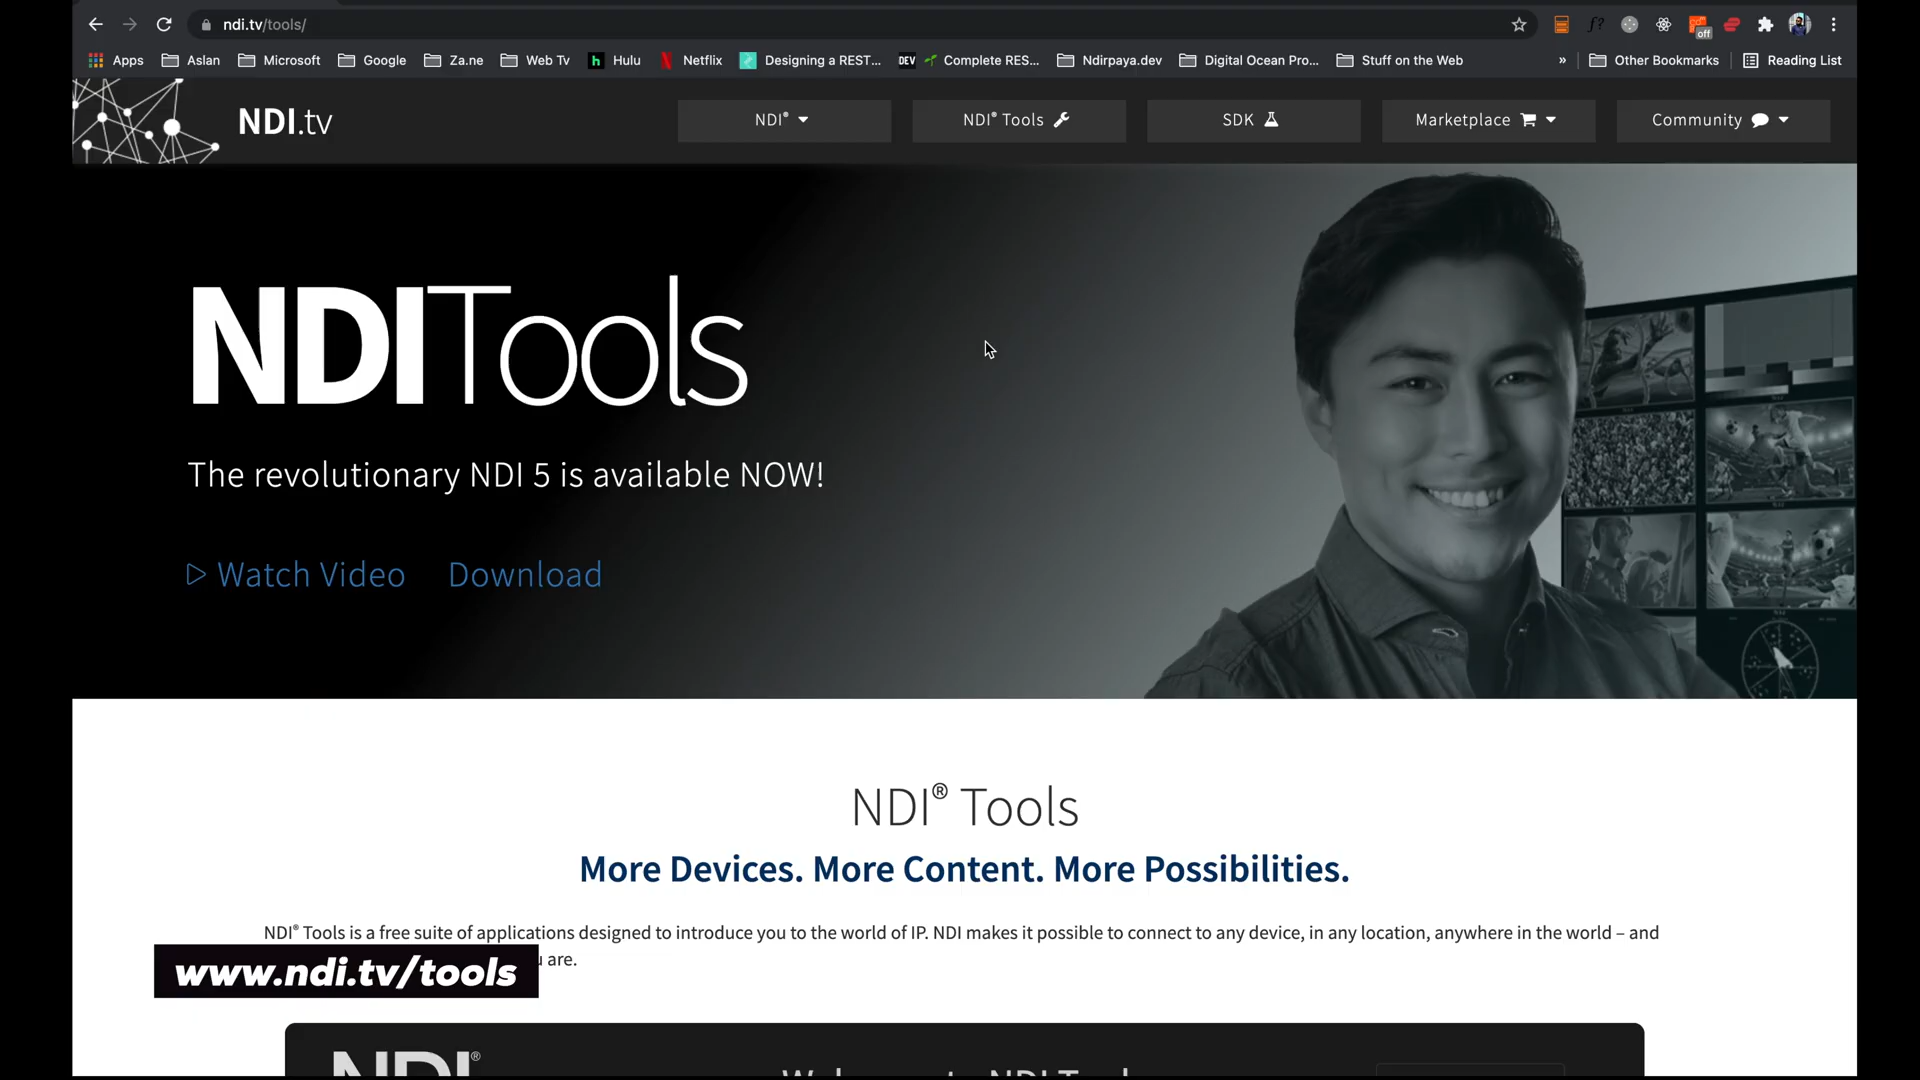 ndi.tv/tools/
off
Apps Aslan Microsoft Google Za.ne Web Tv h Hulu Netflix Designing a REST... DEV Complete RES... Ndirpaya.dev Digital Ocean Pro... Stuff on the Web » Other Bookmarks Reading List
NDI.tv NDI® NDI® Tools SDK Marketplace Community
NDITools
The revolutionary NDI 5 is available NOW!
Watch Video Download
NDI® Tools
More Devices. More Content. More Possibilities.
NDI® Tools is a free suite of applications designed to introduce you to the world of IP. NDI makes it possible to connect to any device, in any location, anywhere in the world – and
are.
www.ndi.tv/tools
NDI®